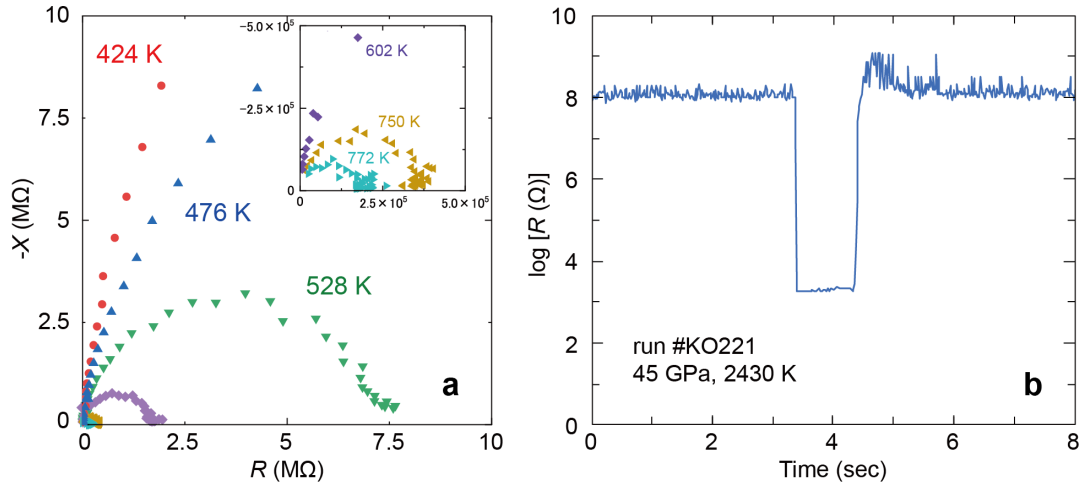 10
7.5
5
2.5
0
-X (MΩ)
0
2.5
5
7.5
10
R (MΩ)
424 K
476 K
528 K
a
−5.0 × 10⁵
−2.5 × 10⁵
0
0
2.5 × 10⁵
5.0 × 10⁵
602 K
750 K
772 K
10
8
6
4
2
0
log [R (Ω)]
0
2
4
6
8
Time (sec)
run #KO221
45 GPa, 2430 K
b